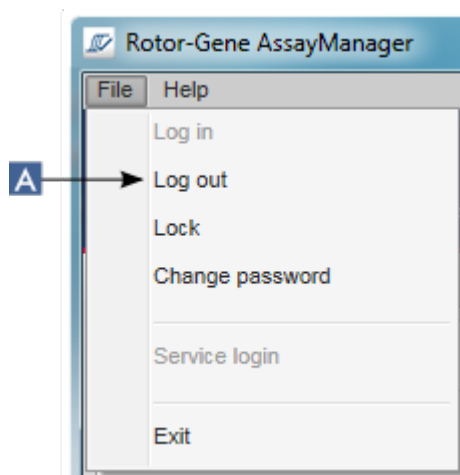 Rotor-Gene AssayManager
File Help
Log in
A Log out
Lock
Change password
Service login
Exit